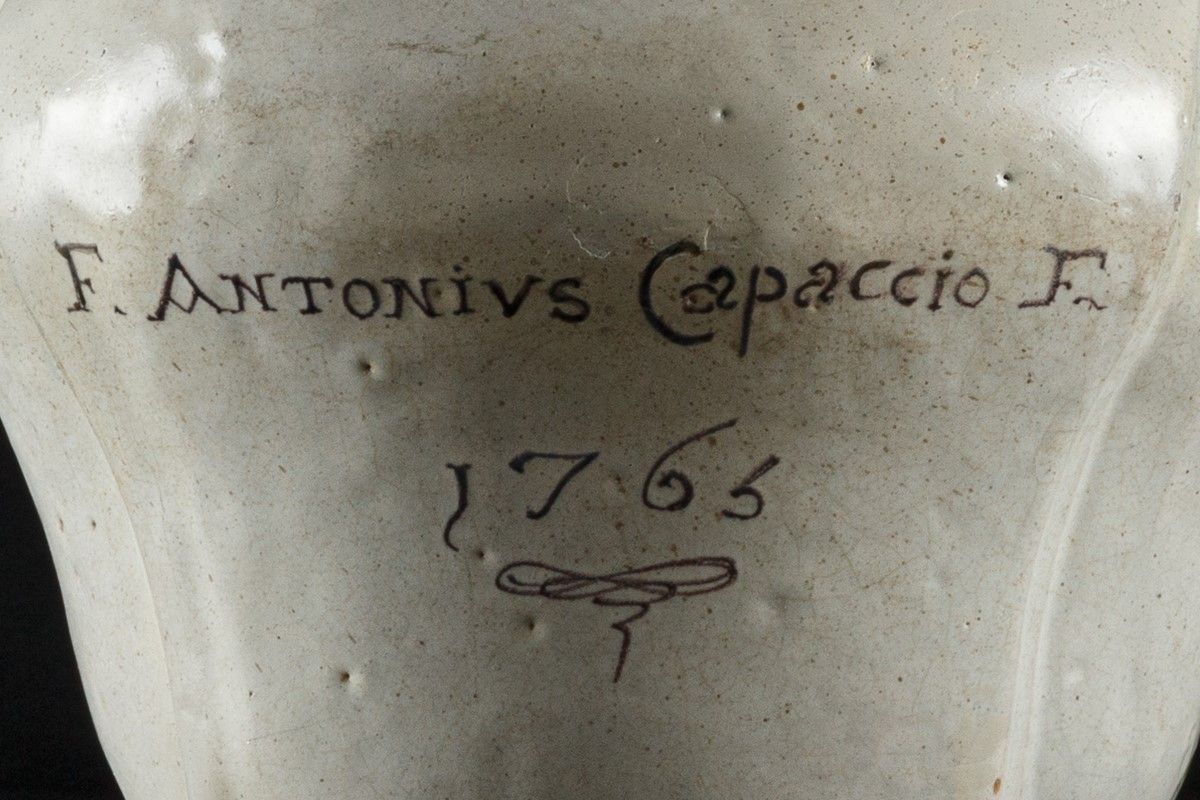 F. ANTONiVS Capaccio F.
1765